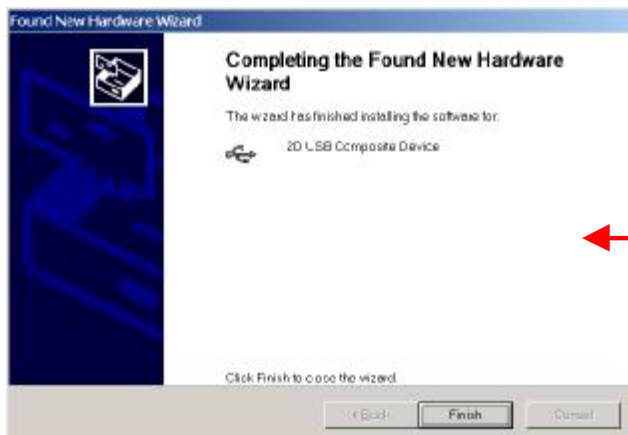 Found New Hardware Wizard
Completing the Found New Hardware
Wizard
The wizard has finished installing the software for:
2D USB Composite Device
Click Finish to close the wizard.
< Back
Finish
Cancel